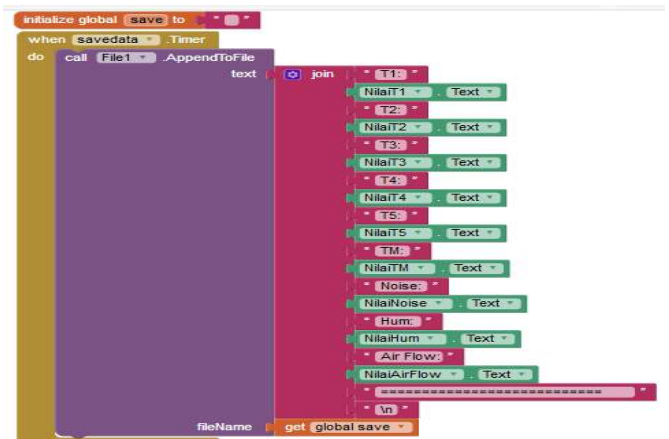 initialize global save to " "
when savedata .Timer
do call File1 .AppendToFile
text join " T1: "
NilaiT1 . Text
" T2: "
NilaiT2 . Text
" T3: "
NilaiT3 . Text
" T4: "
NilaiT4 . Text
" T5: "
NilaiT5 . Text
" TM: "
NilaiTM . Text
" Noise: "
NilaiNoise . Text
" Hum: "
NilaiHum . Text
" Air Flow: "
NilaiAirFlow . Text
" ============================ "
" \n "
fileName get global save